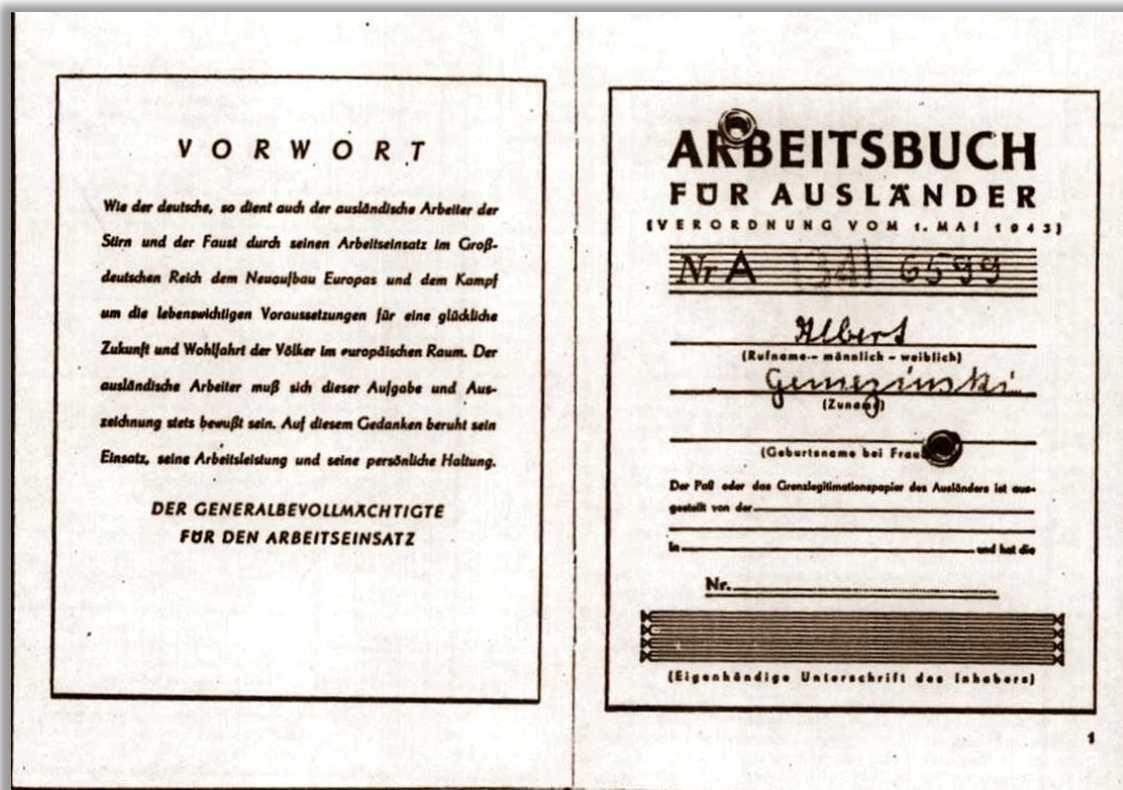 VORWORT
Wie der deutsche, so dient auch der ausländische Arbeiter der
Stirn und der Faust durch seinen Arbeitseinsatz im Groß-
deutschen Reich dem Neuaufbau Europas und dem Kampf
um die lebenswichtigen Voraussetzungen für eine glückliche
Zukunft und Wohlfahrt der Völker im europäischen Raum. Der
ausländische Arbeiter muß sich dieser Aufgabe und Aus-
zeichnung stets bewußt sein. Auf diesem Gedanken beruht sein
Einsatz, seine Arbeitsleistung und seine persönliche Haltung.
DER GENERALBEVOLLMÄCHTIGTE
FÜR DEN ARBEITSEINSATZ
ARBEITSBUCH
FÜR AUSLÄNDER
(VERORDNUNG VOM 1. MAI 1943)
Nr A 341 6599
Albert
(Rufname - männlich - weiblich)
(Zuname)
(Geburtsname bei Frau
Der Paß oder das Grenzlegitimationspapier des Ausländers ist aus-
gestellt von der
in und hat die
Nr.
(Eigenhändige Unterschrift des Inhabers)
1